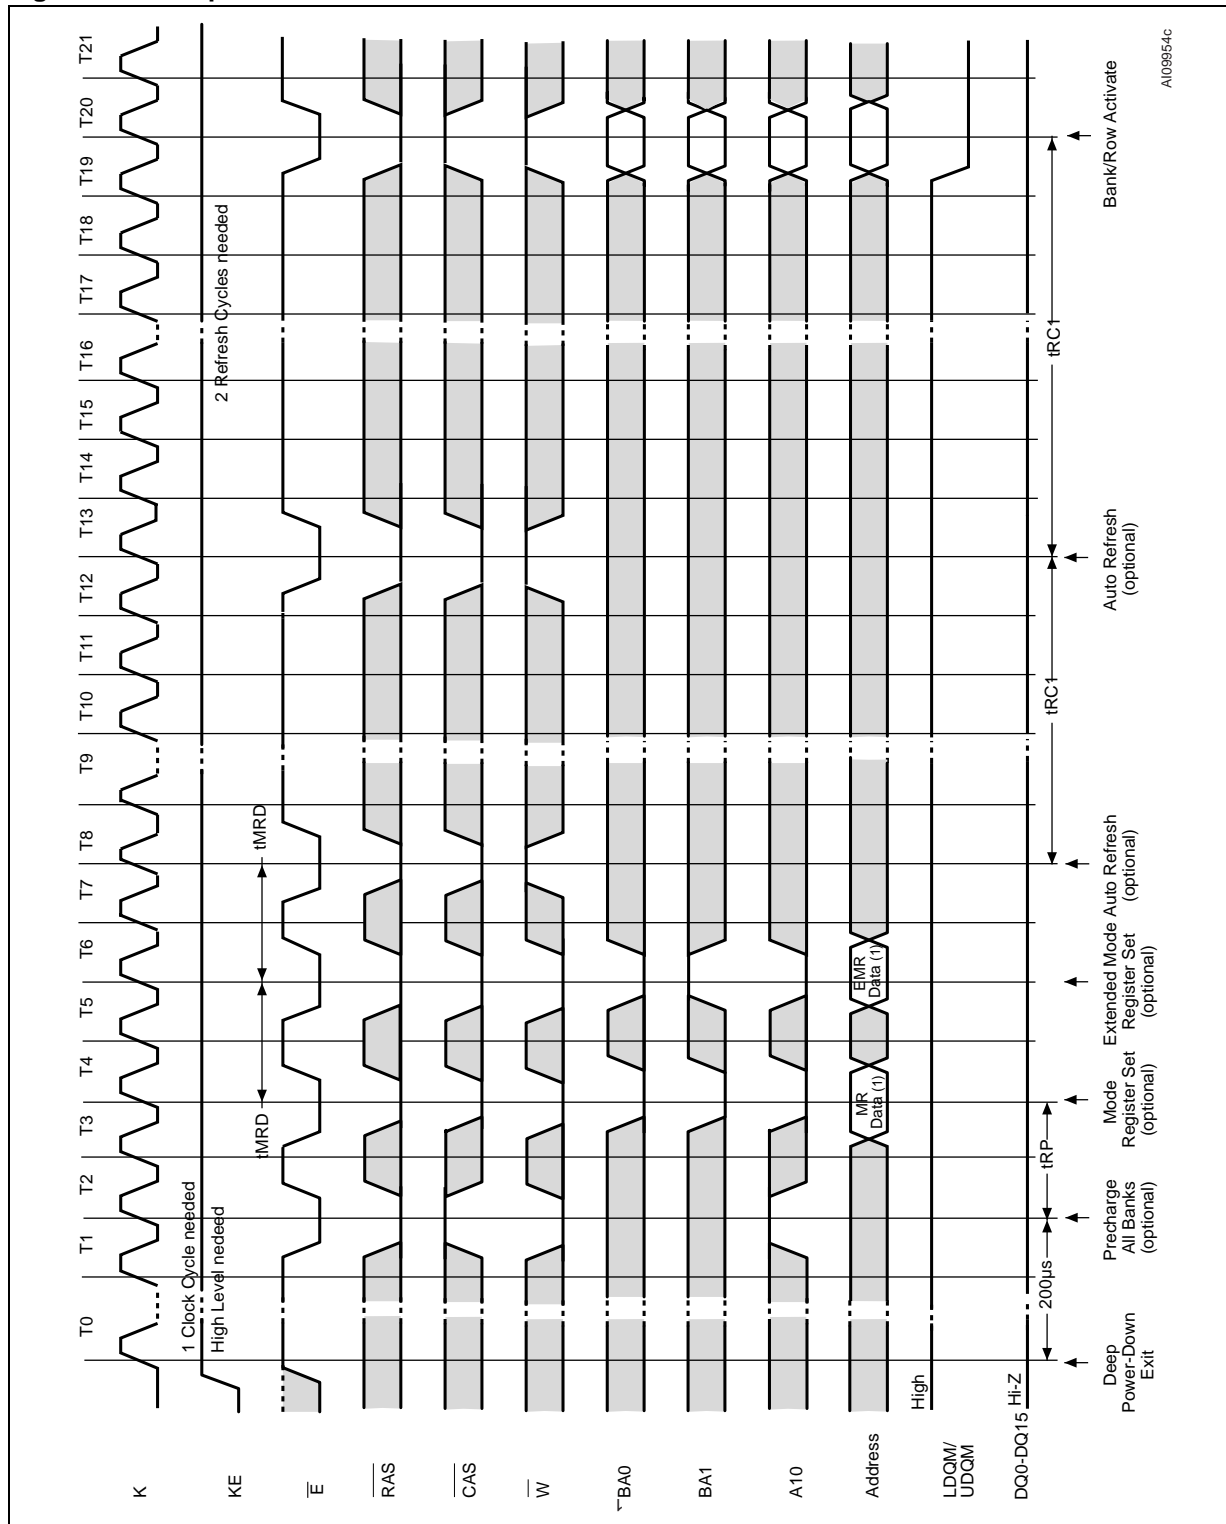 T0 T1 T2 T3 T4 T5 T6 T7 T8 T9 T10 T11 T12 T13 T14 T15 T16 T17 T18 T19 T20 T21
K
1 Clock Cycle needed
KE
High Level nedeed
2 Refresh Cycles needed
tMRD
tMRD
E
RAS
CAS
W
BA0
BA1
A10
Address
MR
Data (1)
EMR
Data (1)
High
LDQM/
UDQM
Hi-Z
DQ0-DQ15
200µs
tRP
tRC1
tRC1
Deep
Power-Down
Exit
Precharge
All Banks
(optional)
Mode
Register Set
(optional)
Extended Mode
Register Set
(optional)
Auto Refresh
(optional)
Auto Refresh
(optional)
Bank/Row Activate
AI09954c